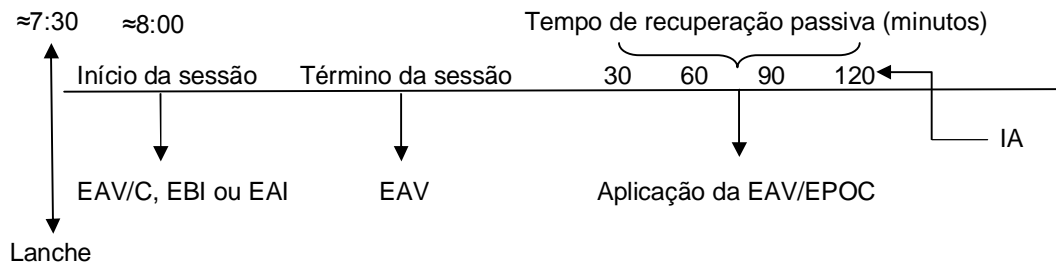 ≈7:30 ≈8:00 Tempo de recuperação passiva (minutos)
Início da sessão Término da sessão 30 60 90 120
IA
EAV/C, EBI ou EAI EAV Aplicação da EAV/EPOC
Lanche